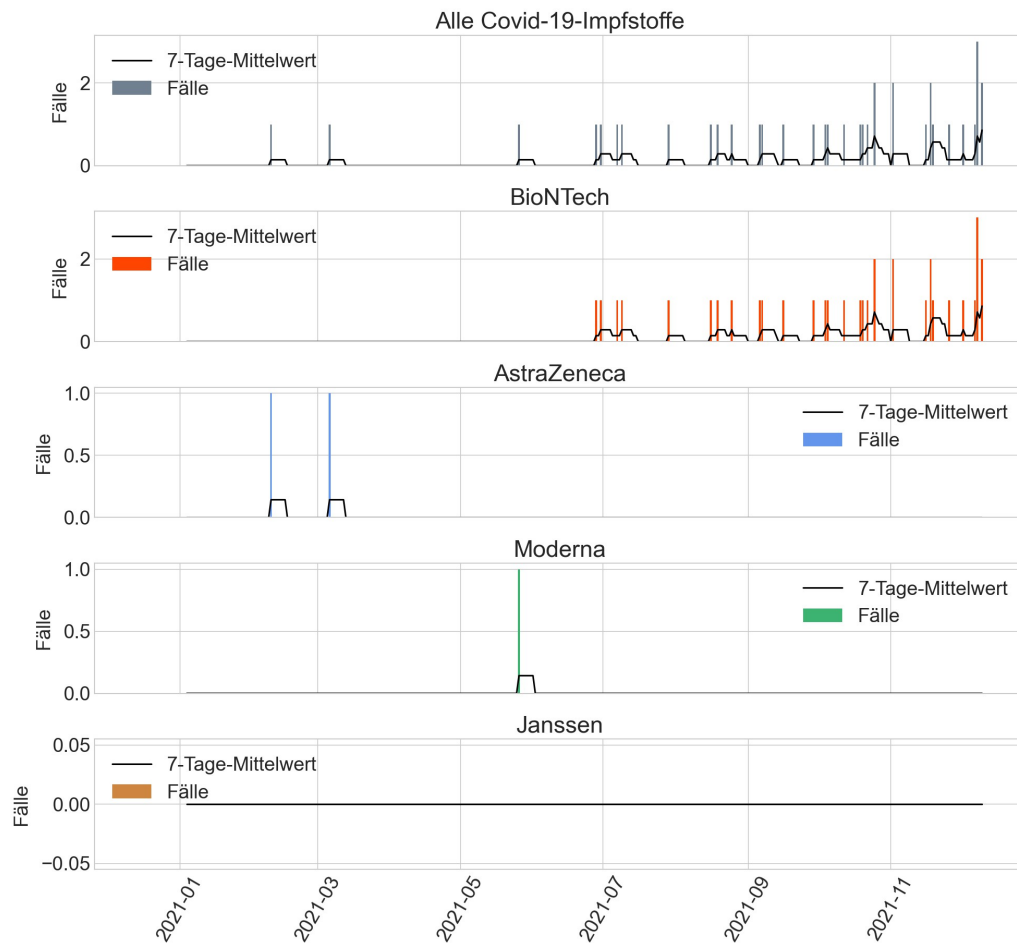 Alle Covid-19-Impfstoffe
7-Tage-Mittelwert
Fälle
Fälle
2
0
BioNTech
7-Tage-Mittelwert
Fälle
Fälle
2
0
AstraZeneca
7-Tage-Mittelwert
Fälle
Fälle
1.0
0.5
0.0
Moderna
7-Tage-Mittelwert
Fälle
Fälle
1.0
0.5
0.0
Janssen
7-Tage-Mittelwert
Fälle
Fälle
0.05
0.00
−0.05
2021-01
2021-03
2021-05
2021-07
2021-09
2021-11